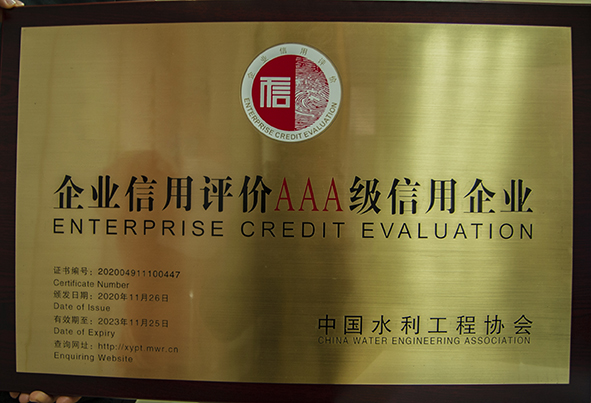 企业信用评价
信
ENTERPRISE CREDIT EVALUATION
企业信用评价AAA级信用企业
ENTERPRISE CREDIT EVALUATION
证书编号：202004911100447
Certificate Number
颁发日期：2020年11月26日
Date of Issue
有效期至：2023年11月25日
Date of Expiry
查询网址：http://xypt.mwr.cn
Enquiring Website
中国水利工程协会
CHINA WATER ENGINEERING ASSOCIATION